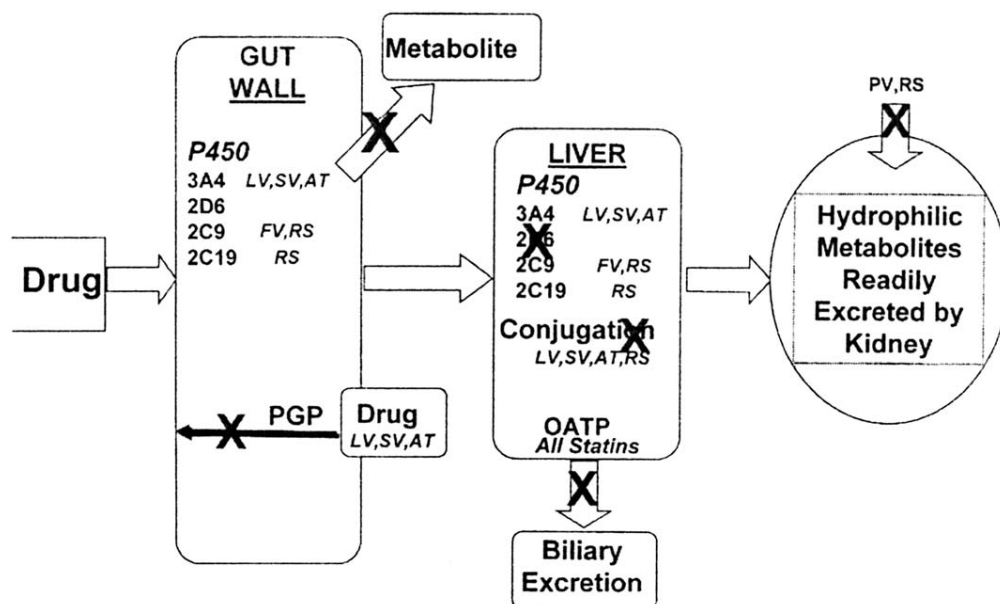 Drug
GUT
WALL
P450
3A4 LV,SV,AT
2D6
2C9 FV,RS
2C19 RS
PGP
Drug
LV,SV,AT
Metabolite
X
X
LIVER
P450
3A4 LV,SV,AT
2D6
X
2C9 FV,RS
2C19 RS
Conjugation
X
LV,SV,AT,RS
OATP
All Statins
X
Biliary
Excretion
PV,RS
X
Hydrophilic
Metabolites
Readily
Excreted by
Kidney